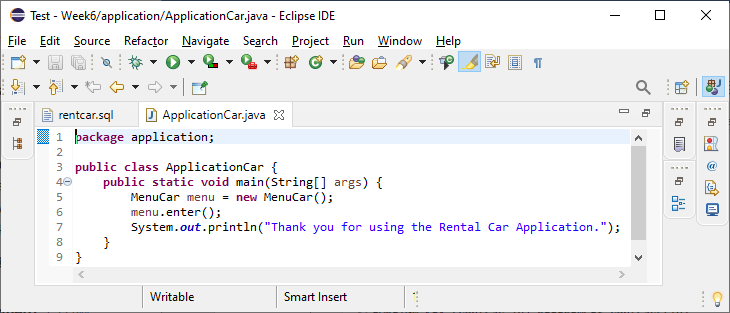 Test - Week6/application/ApplicationCar.java - Eclipse IDE
File Edit Source Refactor Navigate Search Project Run Window Help
rentcar.sql ApplicationCar.java
1 package application;
2
3 public class ApplicationCar {
4 public static void main(String[] args) {
5 MenuCar menu = new MenuCar();
6 menu.enter();
7 System.out.println("Thank you for using the Rental Car Application.");
8 }
9 }
Writable Smart Insert